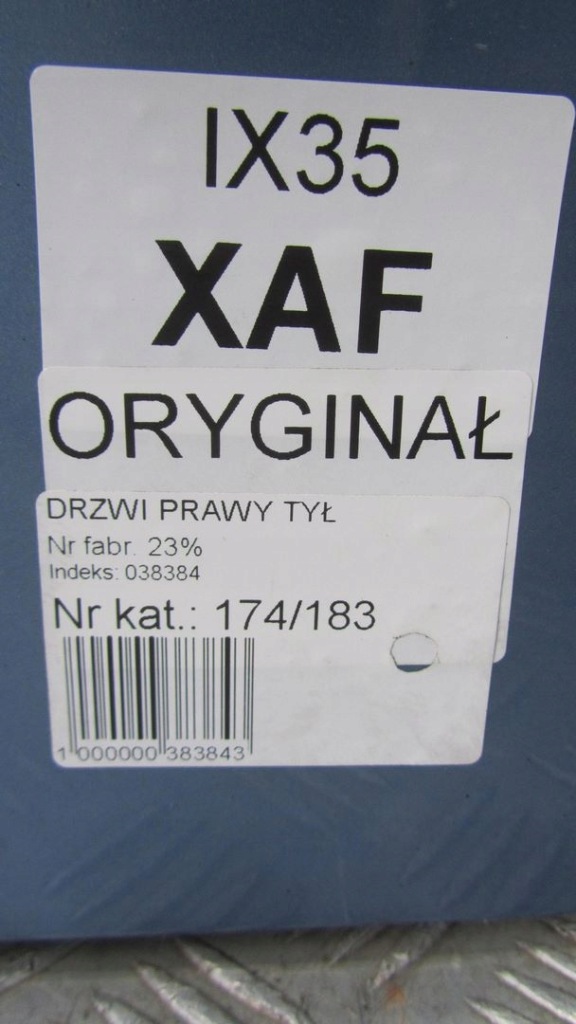 IX35
XAF
ORYGINAŁ
DRZWI PRAWY TYŁ
Nr fabr. 23%
Indeks: 038384
Nr kat.: 174/183
1 000000 383843